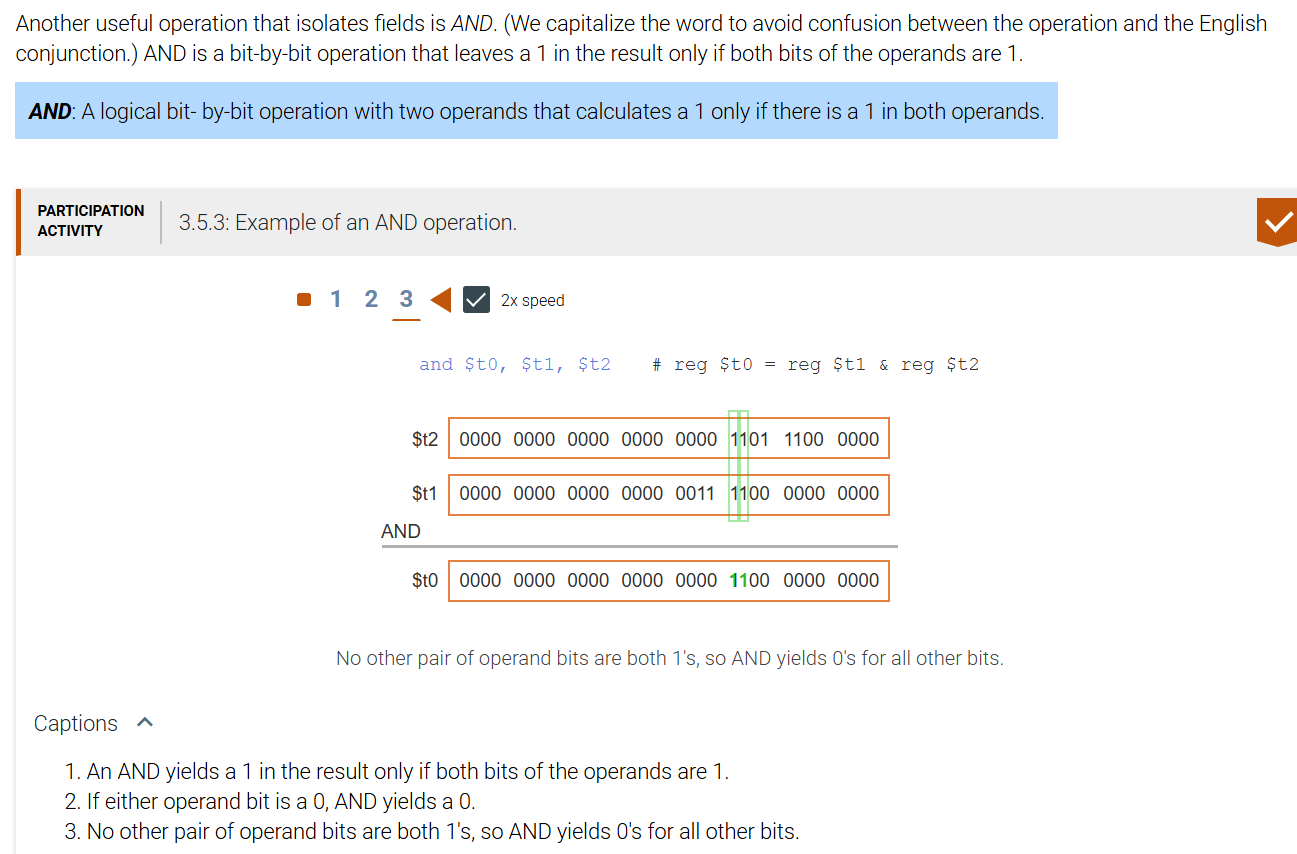 Another useful operation that isolates fields is AND. (We capitalize the word to avoid confusion between the operation and the English
conjunction.) AND is a bit-by-bit operation that leaves a 1 in the result only if both bits of the operands are 1.
AND: A logical bit- by-bit operation with two operands that calculates a 1 only if there is a 1 in both operands.
PARTICIPATION
ACTIVITY
3.5.3: Example of an AND operation.
1 2 3 2x speed
and $t0, $t1, $t2 # reg $t0 = reg $t1 & reg $t2
$t2 0000 0000 0000 0000 0000 1101 1100 0000
$t1 0000 0000 0000 0000 0011 1100 0000 0000
AND
$t0 0000 0000 0000 0000 0000 1100 0000 0000
No other pair of operand bits are both 1's, so AND yields 0's for all other bits.
Captions
1. An AND yields a 1 in the result only if both bits of the operands are 1.
2. If either operand bit is a 0, AND yields a 0.
3. No other pair of operand bits are both 1's, so AND yields 0's for all other bits.